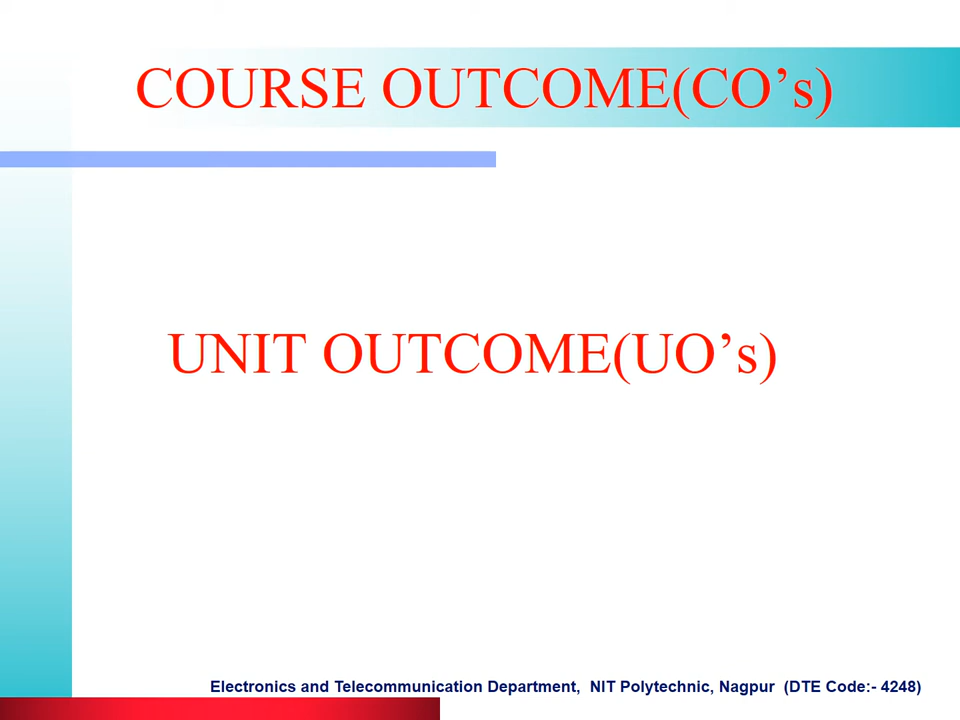 COURSE OUTCOME(CO’s)
UNIT OUTCOME(UO’s)
Electronics and Telecommunication Department, NIT Polytechnic, Nagpur (DTE Code:- 4248)